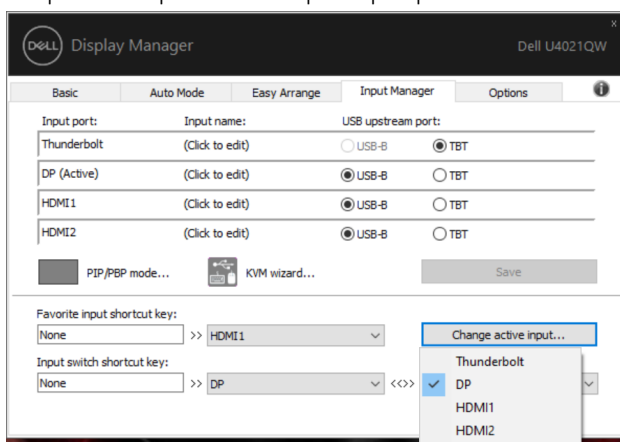 DELL Display Manager Dell U4021QW
Basic Auto Mode Easy Arrange Input Manager Options
Input port: Input name: USB upstream port:
Thunderbolt (Click to edit) USB-B TBT
DP (Active) (Click to edit) USB-B TBT
HDMI1 (Click to edit) USB-B TBT
HDMI2 (Click to edit) USB-B TBT
PIP/PBP mode... KVM wizard... Save
Favorite input shortcut key:
None >> HDMI1 Change active input...
Input switch shortcut key:
None >> DP <<>>
Thunderbolt
DP
HDMI1
HDMI2